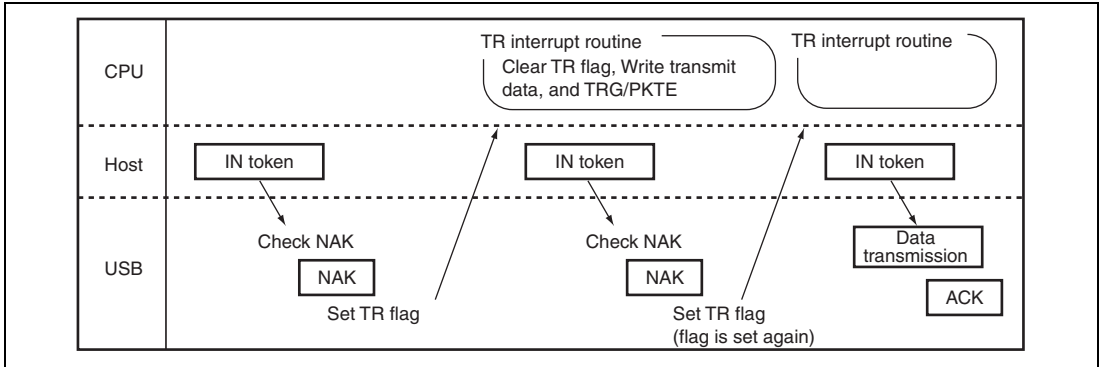 CPU
TR interrupt routine
Clear TR flag, Write transmit
data, and TRG/PKTE
TR interrupt routine
Host
IN token
IN token
IN token
USB
Check NAK
NAK
Set TR flag
Check NAK
NAK
Set TR flag
(flag is set again)
Data
transmission
ACK